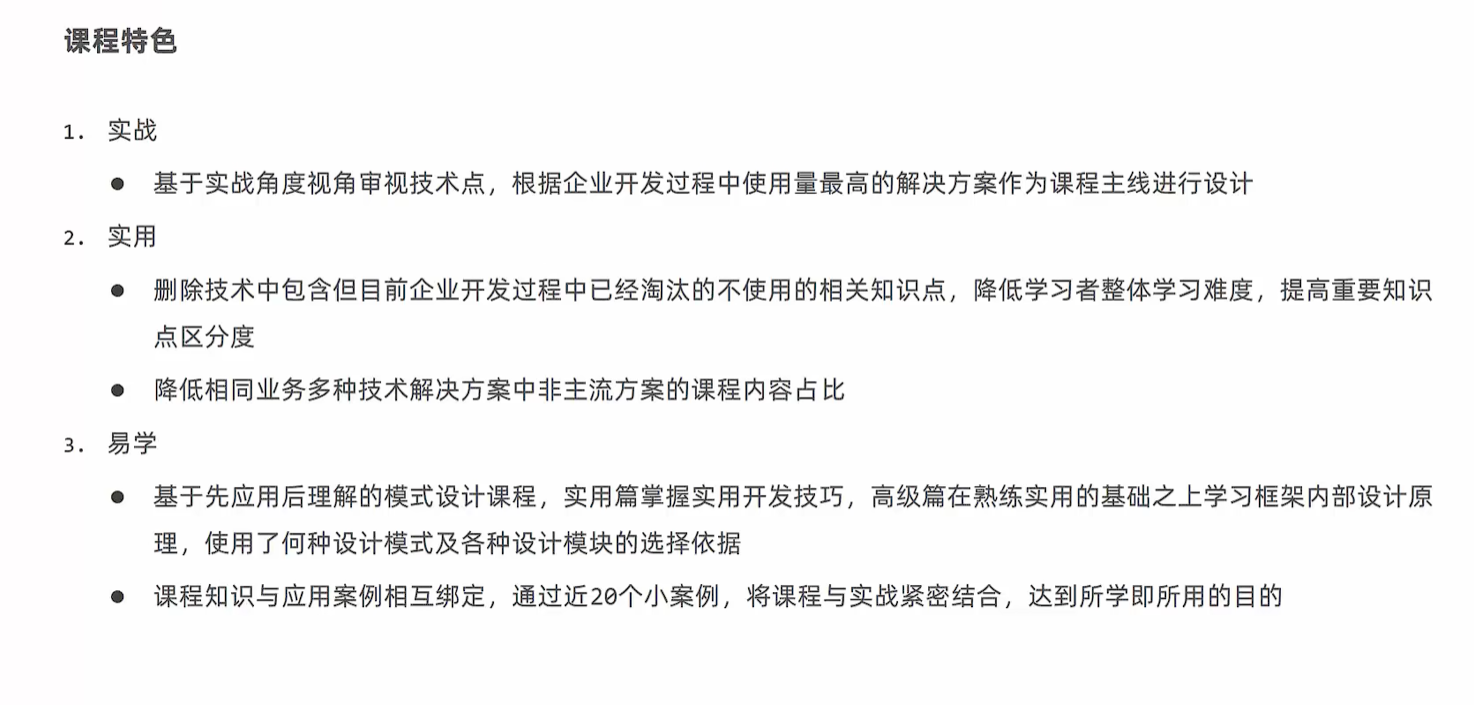 课程特色
1. 实战
● 基于实战角度视角审视技术点，根据企业开发过程中使用量最高的解决方案作为课程主线进行设计
2. 实用
● 删除技术中包含但目前企业开发过程中已经淘汰的不使用的相关知识点，降低学习者整体学习难度，提高重要知识
点区分度
● 降低相同业务多种技术解决方案中非主流方案的课程内容占比
3. 易学
● 基于先应用后理解的模式设计课程，实用篇掌握实用开发技巧，高级篇在熟练实用的基础之上学习框架内部设计原
理，使用了何种设计模式及各种设计模块的选择依据
● 课程知识与应用案例相互绑定，通过近20个小案例，将课程与实战紧密结合，达到所学即所用的目的